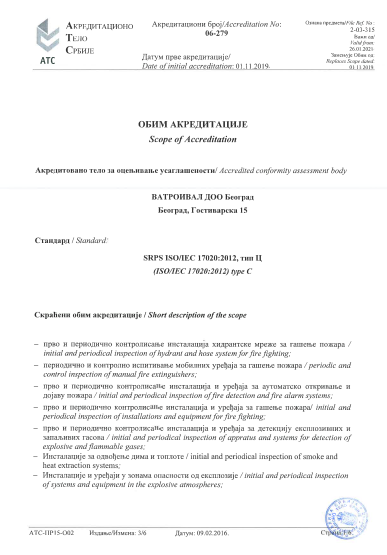 АКРЕДИТАЦИОНО
ТЕЛО
СРБИЈЕ
АТС
Акредитациони број/Accreditation No:
06-279
Датум прве акредитације/
Date of initial accreditation: 01.11.2019.
Ознака предмета/File Ref. No.:
2-03-315
Важи од/
Valid from:
26.01.2021.
Замењује Обим од:
Replaces Scope dated:
01.11.2019.
ОБИМ АКРЕДИТАЦИЈЕ
Scope of Accreditation
Акредитовано тело за оцењивање усаглашености/ Accredited conformity assessment body
ВАТРОИВАЛ ДОО Београд
Београд, Гостиварска 15
Стандард / Standard:
SRPS ISO/IEC 17020:2012, тип Ц
(ISO/IEC 17020:2012) type C
Скраћени обим акредитације / Short description of the scope
– прво и периодично контролисање инсталација хидрантске мреже за гашење пожара /
initial and periodical inspection of hydrant and hose system for fire fighting;
– периодично и контролно испитивање мобилних уређаја за гашење пожара / periodic and
control inspection of manual fire extinguishers;
– прво и периодично контролисање инсталација и уређаја за аутоматско откривање и
дојаву пожара / initial and periodical inspection of fire detection and fire alarm systems;
– прво и периодично контролисање инсталација и уређаја за гашење пожара/ initial and
periodical inspection of installations and equipment for fire fighting;
– прво и периодично контролисање инсталација и уређаја за детекцију експлозивних и
запаљивих гасова / initial and periodical inspection of appratus and systems for detection of
explosive and flammable gases;
– Инсталације за одвођење дима и топлоте / initial and periodical inspection of smoke and
heat extraction systems;
– Инсталације и уређаји у зонама опасности од експлозије / initial and periodical inspection
of systems and equipment in the explosive atmospheres;
АТС-ПР15-О02 Издање/Измена: 3/6 Датум: 09.02.2016. Страна 1/6